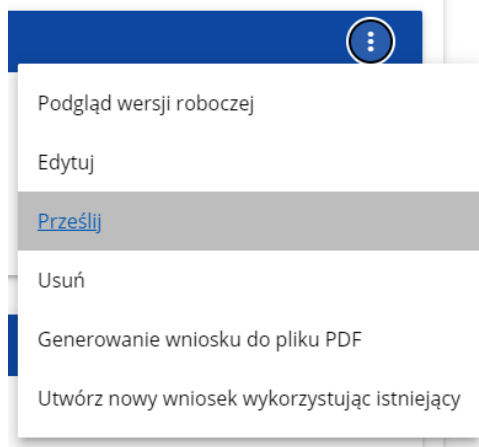 Podgląd wersji roboczej
Edytuj
Prześlij
Usuń
Generowanie wniosku do pliku PDF
Utwórz nowy wniosek wykorzystując istniejący